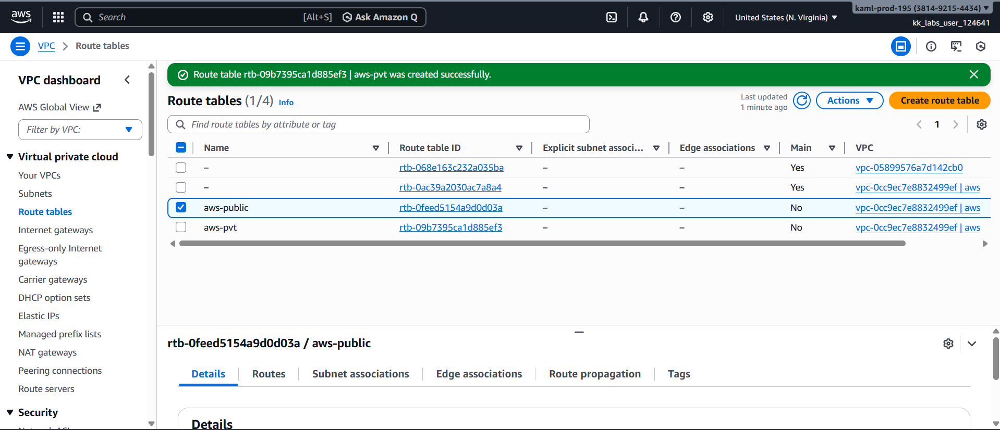 aws
Search [Alt+S] Ask Amazon Q
United States (N. Virginia)
kaml-prod-195 (3814-9215-4434)
kk_labs_user_124641
VPC > Route tables
VPC dashboard
AWS Global View
Filter by VPC:
Virtual private cloud
Your VPCs
Subnets
Route tables
Internet gateways
Egress-only Internet
gateways
Carrier gateways
DHCP option sets
Elastic IPs
Managed prefix lists
NAT gateways
Peering connections
Route servers
Security
Route table rtb-09b7395ca1d885ef3 | aws-pvt was created successfully.
Route tables (1/4) Info
Last updated
1 minute ago
Actions
Create route table
Find route tables by attribute or tag
1
Name Route table ID Explicit subnet associ... Edge associations Main VPC
– rtb-068e163c232a035ba – – Yes vpc-05899576a7d142cb0
– rtb-0ac39a2030ac7a8a4 – – Yes vpc-0cc9ec7e8832499ef | aws
aws-public rtb-0feed5154a9d0d03a – – No vpc-0cc9ec7e8832499ef | aws
aws-pvt rtb-09b7395ca1d885ef3 – – No vpc-0cc9ec7e8832499ef | aws
rtb-0feed5154a9d0d03a / aws-public
Details Routes Subnet associations Edge associations Route propagation Tags
Details